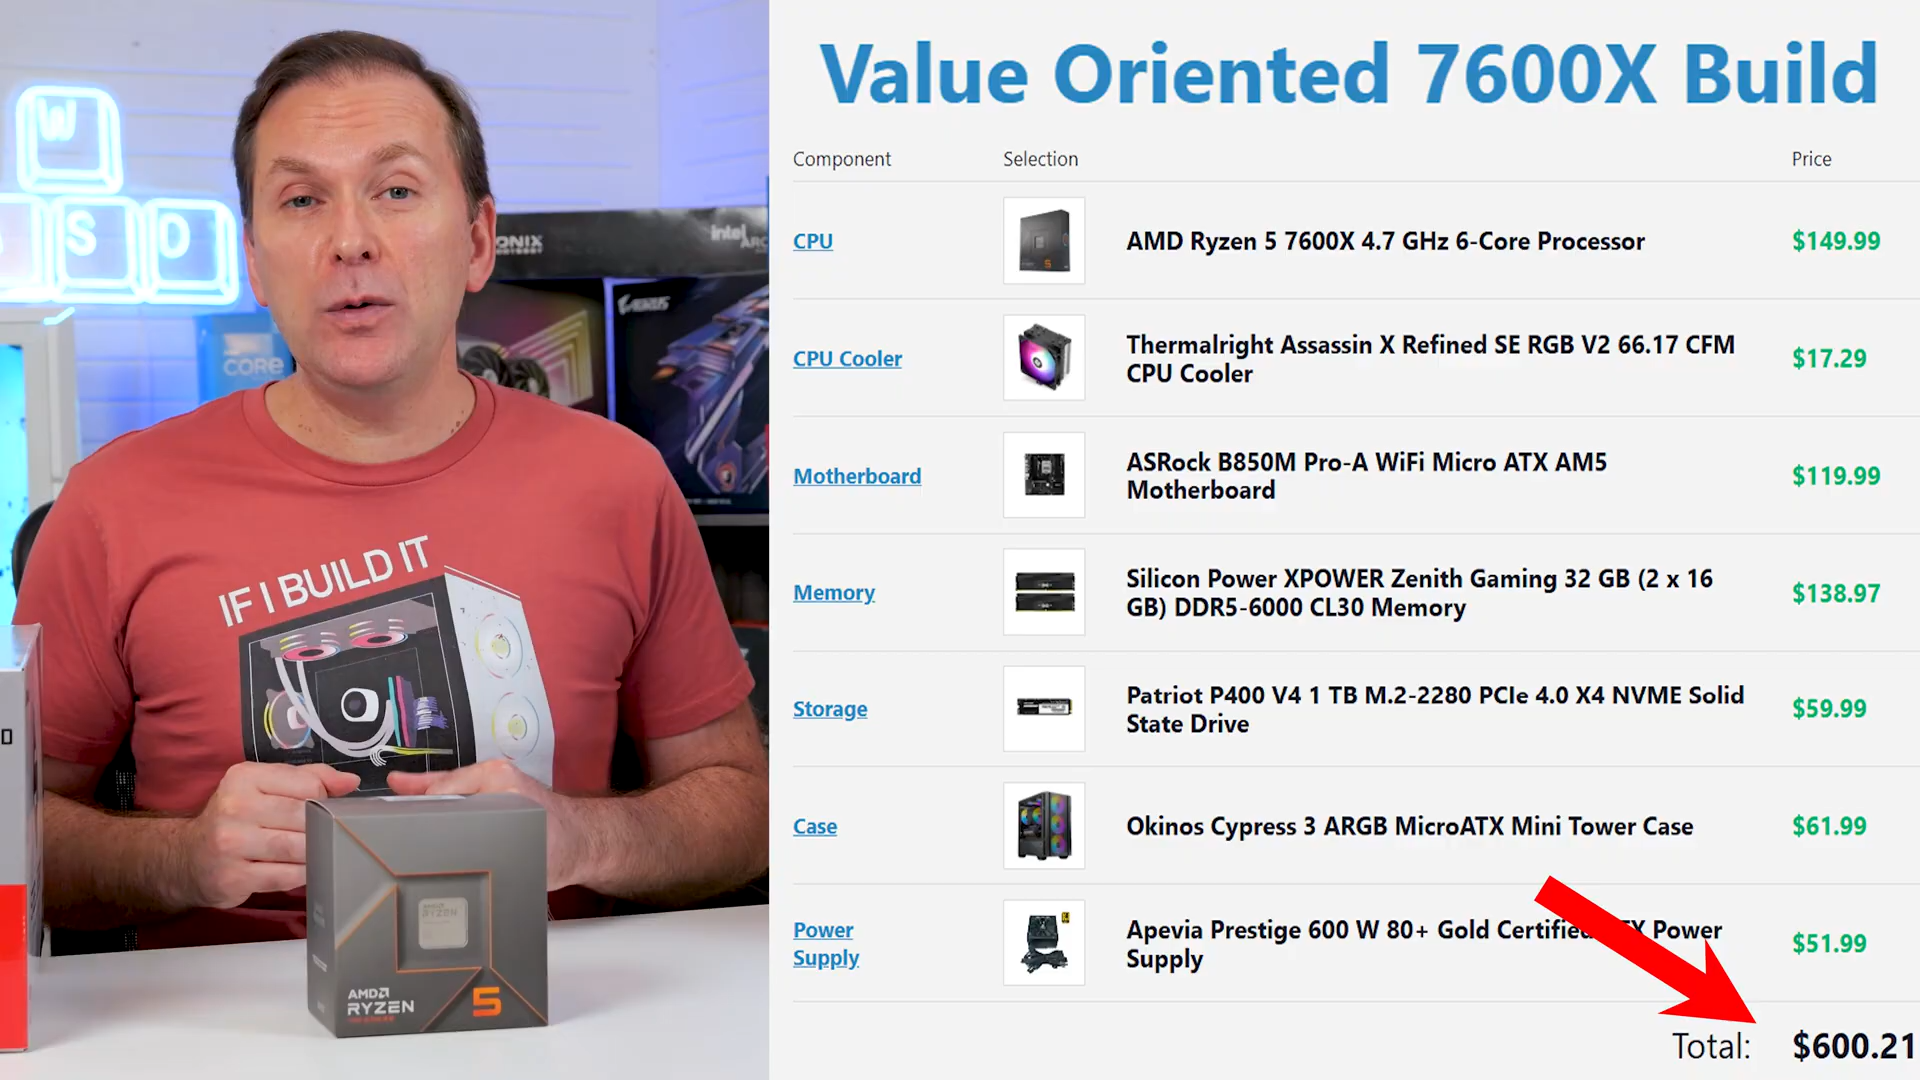 W
S
D
CORE
ONIX
intel
ARC
AORUS
IF I BUILD IT
AMD
RYZEN
5
Value Oriented 7600X Build
Component Selection Price
CPU AMD Ryzen 5 7600X 4.7 GHz 6-Core Processor $149.99
CPU Cooler Thermalright Assassin X Refined SE RGB V2 66.17 CFM
CPU Cooler $17.29
Motherboard ASRock B850M Pro-A WiFi Micro ATX AM5
Motherboard $119.99
Memory Silicon Power XPOWER Zenith Gaming 32 GB (2 x 16
GB) DDR5-6000 CL30 Memory $138.97
Storage Patriot P400 V4 1 TB M.2-2280 PCIe 4.0 X4 NVME Solid
State Drive $59.99
Case Okinos Cypress 3 ARGB MicroATX Mini Tower Case $61.99
Power
Supply
Apevia Prestige 600 W 80+ Gold Certified Power
Supply $51.99
Total: $600.21